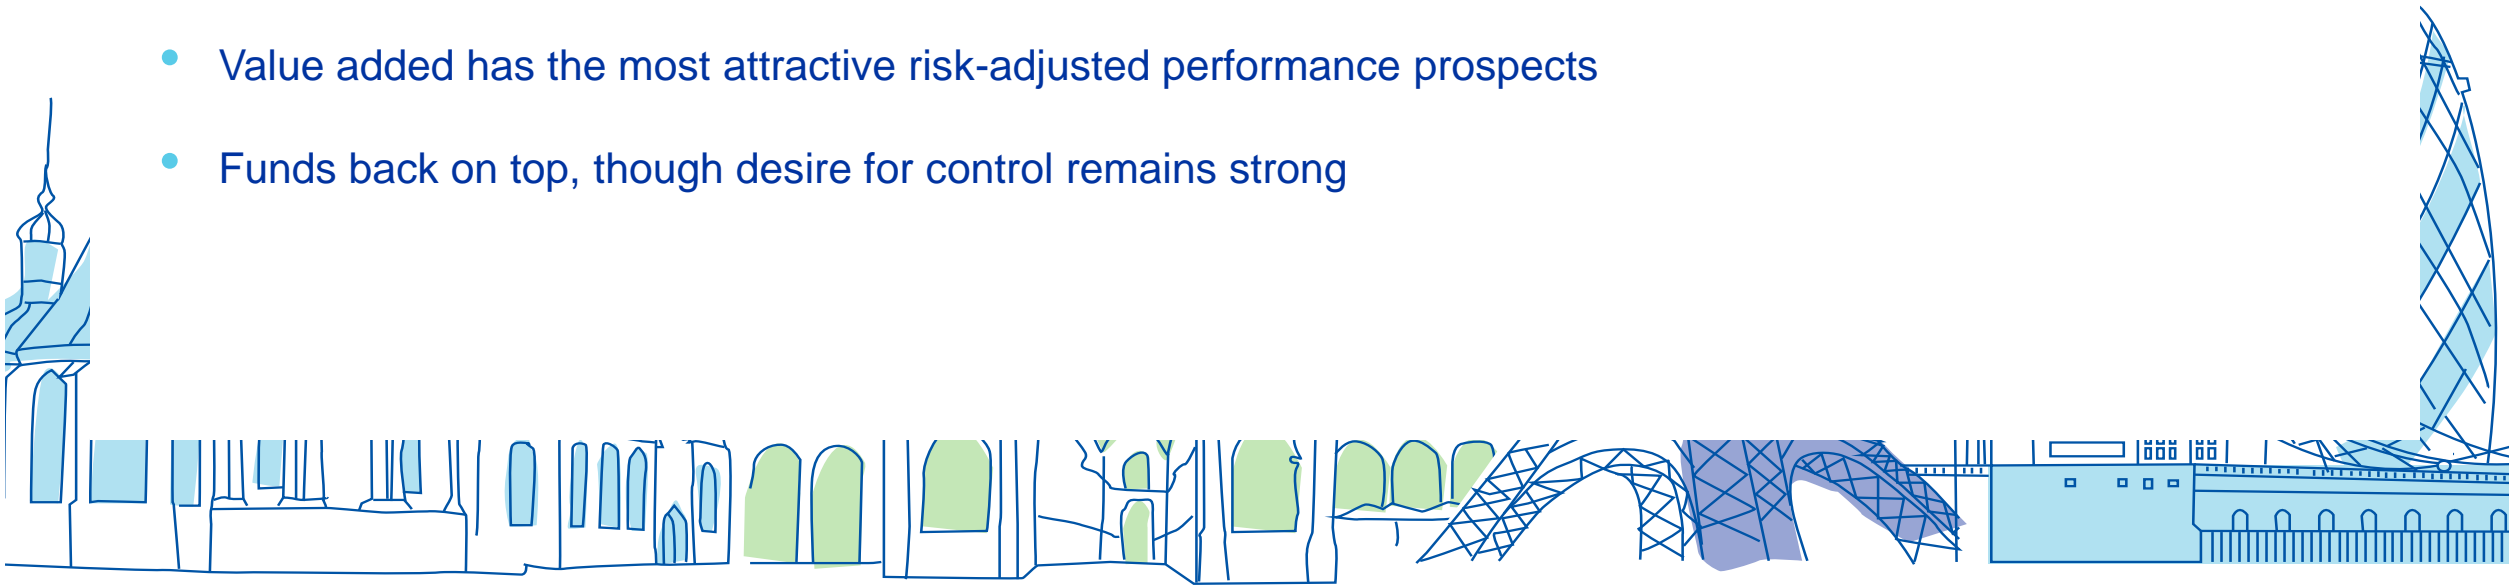 Value added has the most attractive risk-adjusted performance prospects
Funds back on top, though desire for control remains strong